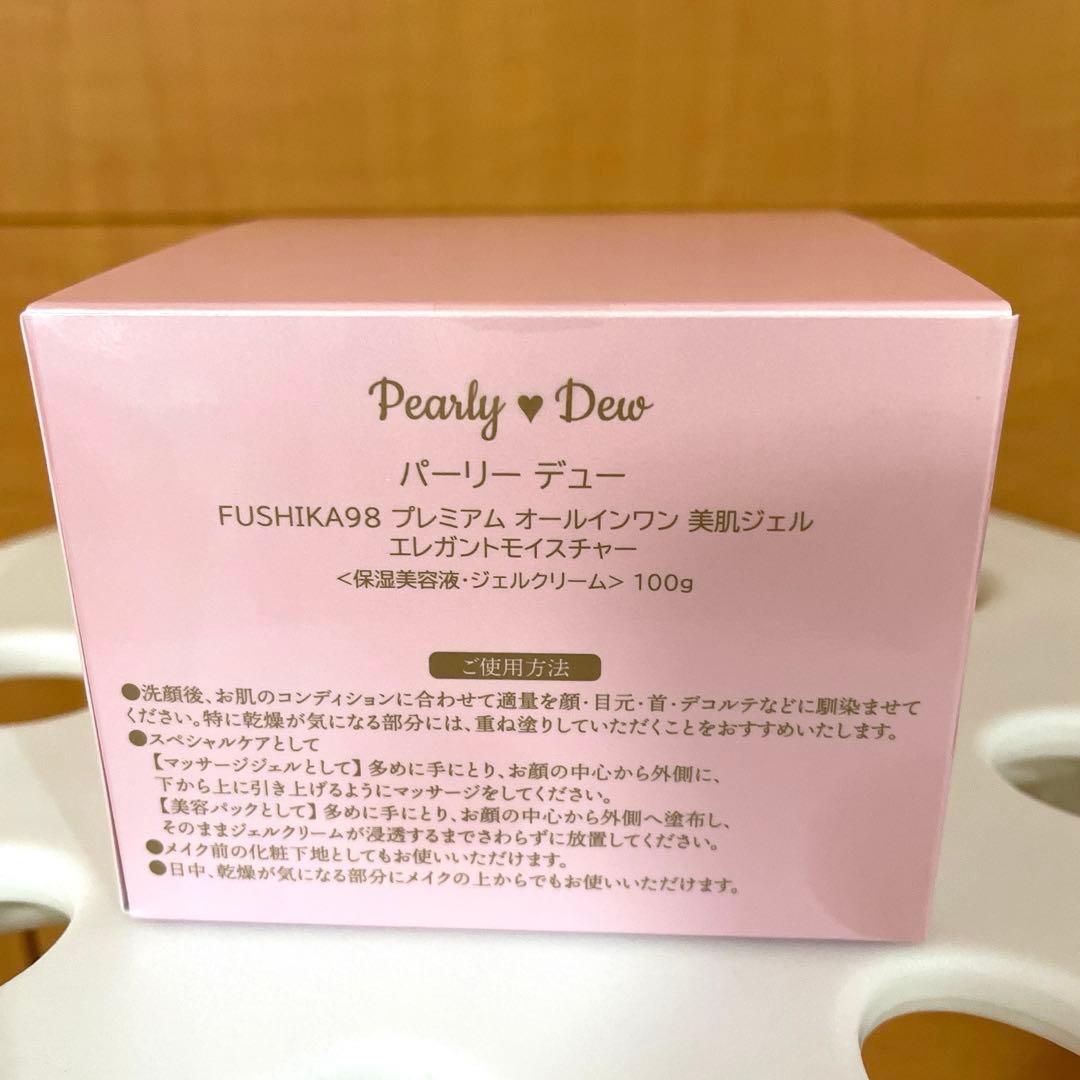 Pearly ♥ Dew
パーリー デュー
FUSHIKA98 プレミアム オールインワン 美肌ジェル
エレガントモイスチャー
<保湿美容液・ジェルクリーム> 100g
ご使用方法
●洗顔後、お肌のコンディションに合わせて適量を顔・目元・首・デコルテなどに馴染ませて
ください。特に乾燥が気になる部分には、重ね塗りしていただくことをおすすめいたします。
●スペシャルケアとして
【マッサージジェルとして】多めに手にとり、お顔の中心から外側に、
下から上に引き上げるようにマッサージをしてください。
【美容パックとして】多めに手にとり、お顔の中心から外側へ塗布し、
そのままジェルクリームが浸透するまでさわらずに放置してください。
●メイク前の化粧下地としてもお使いいただけます。
●日中、乾燥が気になる部分にメイクの上からでもお使いいただけます。